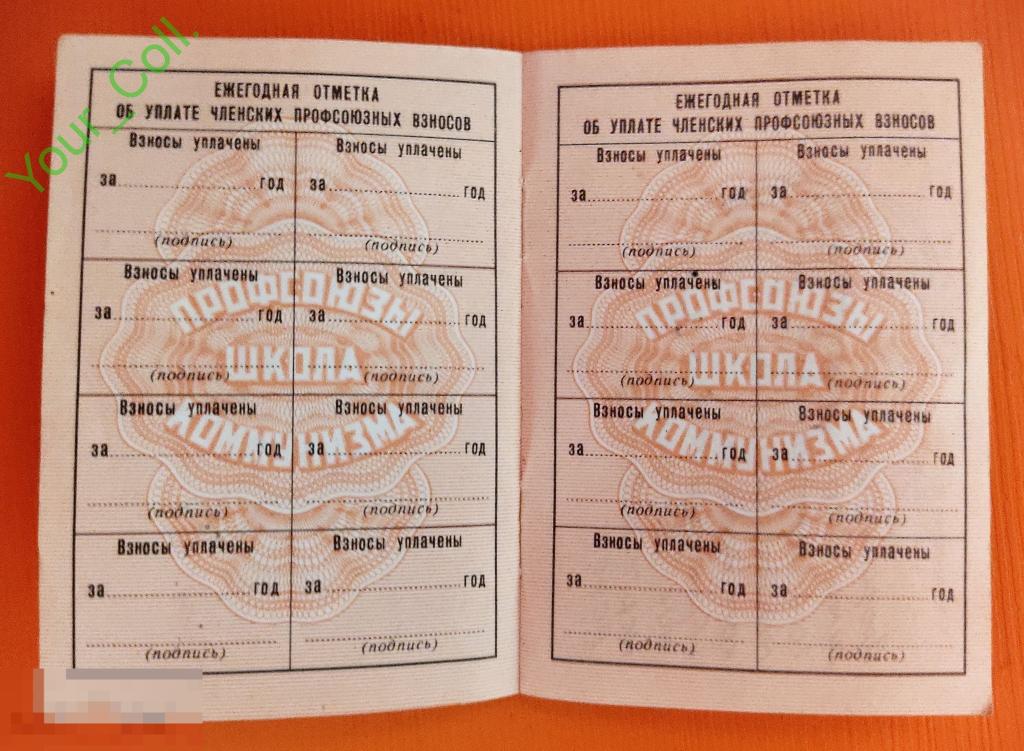 Your_Coll.
ЕЖЕГОДНАЯ ОТМЕТКА
ОБ УПЛАТЕ ЧЛЕНСКИХ ПРОФСОЮЗНЫХ ВЗНОСОВ
Взносы уплачены Взносы уплачены
за год за год
(подпись) (подпись)
Взносы уплачены Взносы уплачены
за год за год
(подпись) (подпись)
Взносы уплачены Взносы уплачены
за год за год
(подпись) (подпись)
Взносы уплачены Взносы уплачены
за год за год
(подпись) (подпись)
ПРОФСОЮЗЫ
ШКОЛА
КОММУНИЗМА
ЕЖЕГОДНАЯ ОТМЕТКА
ОБ УПЛАТЕ ЧЛЕНСКИХ ПРОФСОЮЗНЫХ ВЗНОСОВ
Взносы уплачены Взносы уплачены
за год за год
(подпись) (подпись)
Взносы уплачены Взносы уплачены
за год за год
(подпись) (подпись)
Взносы уплачены Взносы уплачены
за год за год
(подпись) (подпись)
Взносы уплачены Взносы уплачены
за год за год
(подпись) (подпись)
ПРОФСОЮЗЫ
ШКОЛА
КОММУНИЗМА